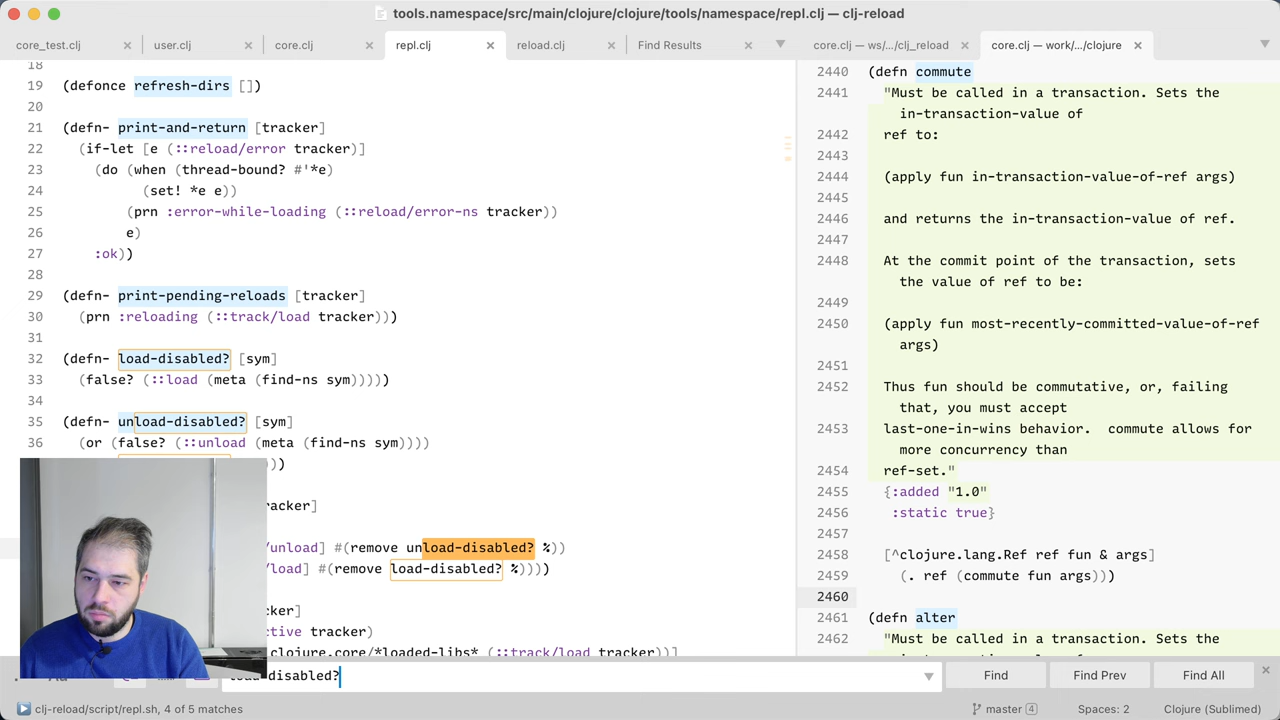 tools.namespace/src/main/clojure/clojure/tools/namespace/repl.clj — clj-reload
core_test.clj × user.clj × core.clj × repl.clj × reload.clj × Find Results × core.clj — ws/…/clj_reload × core.clj — work/…/clojure ×
18
19 (defonce refresh-dirs [])
20
21 (defn- print-and-return [tracker]
22 (if-let [e (::reload/error tracker)]
23 (do (when (thread-bound? #'*e)
24 (set! *e e))
25 (prn :error-while-loading (::reload/error-ns tracker))
26 e)
27 :ok))
28
29 (defn- print-pending-reloads [tracker]
30 (prn :reloading (::track/load tracker)))
31
32 (defn- load-disabled? [sym]
33 (false? (::load (meta (find-ns sym)))))
34
35 (defn- unload-disabled? [sym]
36 (or (false? (::unload (meta (find-ns sym))))
))
racker]
/unload] #(remove unload-disabled? %))
/load] #(remove load-disabled? %))))
cker]
ctive tracker)
clojure.core/*loaded-libs* (::track/load tracker))]
2440 (defn commute
2441 "Must be called in a transaction. Sets the
in-transaction-value of
2442 ref to:
2443
2444 (apply fun in-transaction-value-of-ref args)
2445
2446 and returns the in-transaction-value of ref.
2447
2448 At the commit point of the transaction, sets
the value of ref to be:
2449
2450 (apply fun most-recently-committed-value-of-ref
args)
2451
2452 Thus fun should be commutative, or, failing
that, you must accept
2453 last-one-in-wins behavior.  commute allows for
more concurrency than
2454 ref-set."
2455 {:added "1.0"
2456 :static true}
2457
2458 [^clojure.lang.Ref ref fun & args]
2459 (. ref (commute fun args)))
2460
2461 (defn alter
2462 "Must be called in a transaction. Sets the
load-disabled? Find Find Prev Find All ×
clj-reload/script/repl.sh, 4 of 5 matches master 4 Spaces: 2 Clojure (Sublimed)